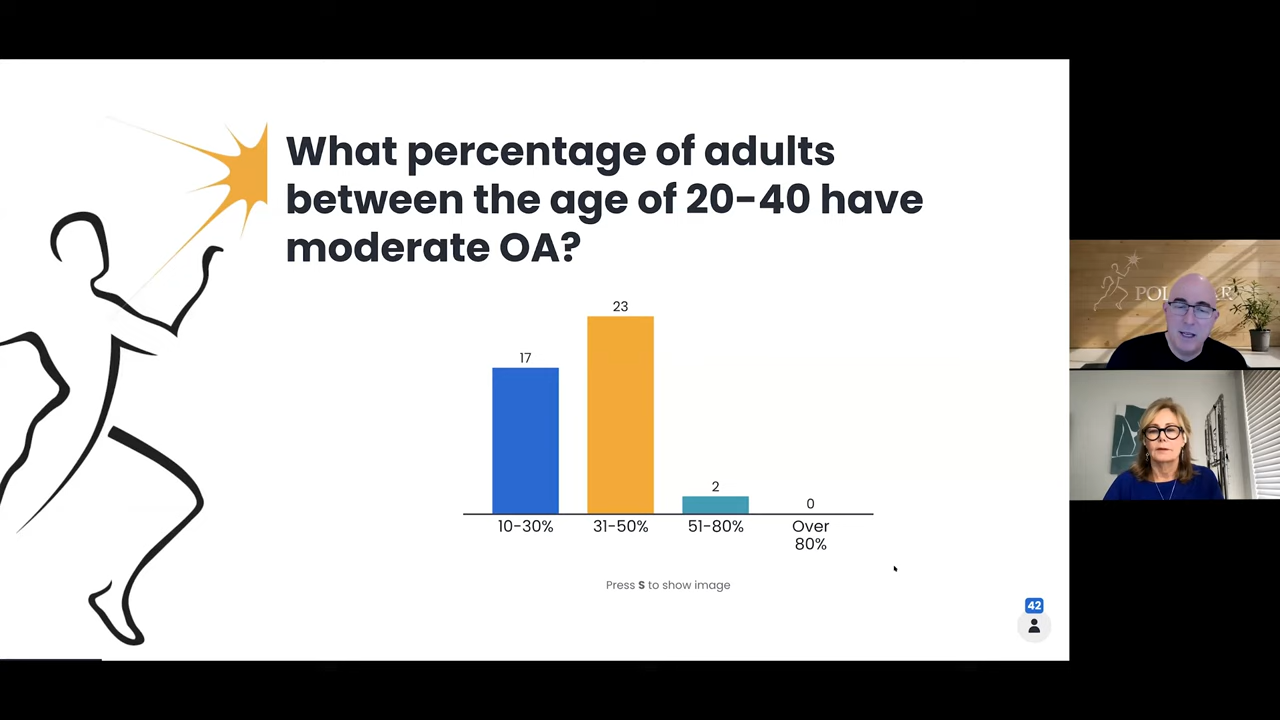 What percentage of adults
between the age of 20-40 have
moderate OA?
17
23
2
0
10-30%
31-50%
51-80%
Over
80%
Press S to show image
42